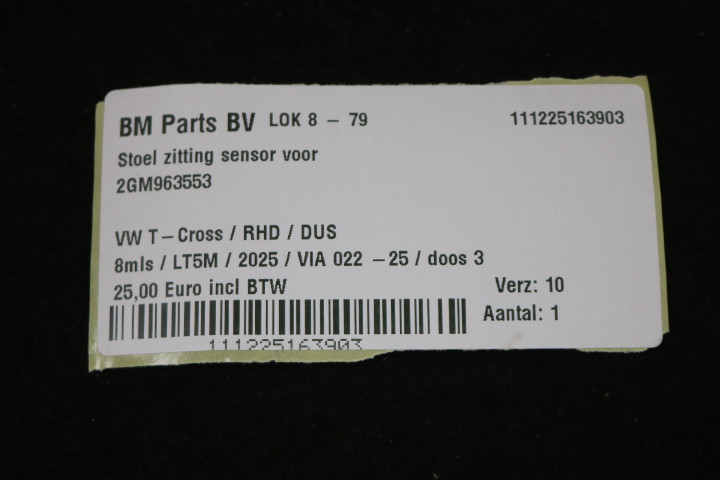 BM Parts BV LOK 8 - 79 111225163903
Stoel zitting sensor voor
2GM963553
VW T-Cross / RHD / DUS
8mls / LT5M / 2025 / VIA 022 -25 / doos 3
25,00 Euro incl BTW Verz: 10
Aantal: 1
111225163903